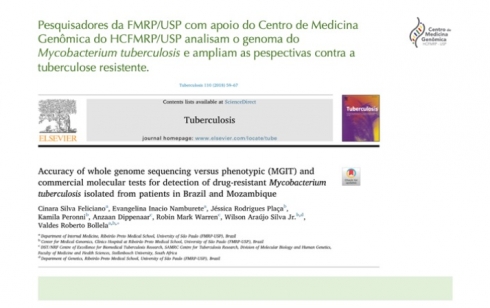 Pesquisadores da FMRP/USP com apoio do Centro de Medicina
Genômica do HCFMRP/USP analisam o genoma do
Mycobacterium tuberculosis e ampliam as pespectivas contra a
tuberculose resistente.
Centro de
Medicina
Genômica
HCFMRP - USP
Tuberculosis 110 (2018) 59–67
Contents lists available at ScienceDirect
Tuberculosis
ELSEVIER
journal homepage: www.elsevier.com/locate/tube
Tuberculosis
Accuracy of whole genome sequencing versus phenotypic (MGIT) and
commercial molecular tests for detection of drug-resistant Mycobacterium
tuberculosis isolated from patients in Brazil and Mozambique
Cinara Silva Feliciano a, Evangelina Inacio Namburete a, Jéssica Rodrigues Plaça b,
Kamila Peronni b, Anzaan Dippenaar c, Robin Mark Warren c, Wilson Araújo Silva Jr. b,d,
Valdes Roberto Bollela a,b,*
a Department of Internal Medicine, Ribeirão Preto Medical School, University of São Paulo (FMRP-USP), Brazil
b Center for Medical Genomics, Clinics Hospital at Ribeirão Preto Medical School, University of São Paulo (FMRP-USP), Brazil
c DST/NRF Centre of Excellence for Biomedical Tuberculosis Research, SAMRC Centre for Tuberculosis Research, Division of Molecular Biology and Human Genetics,
Faculty of Medicine and Health Sciences, Stellenbosch University, South Africa
d Department of Genetics, Ribeirão Preto Medical School, University of São Paulo (FMRP-USP), Brazil